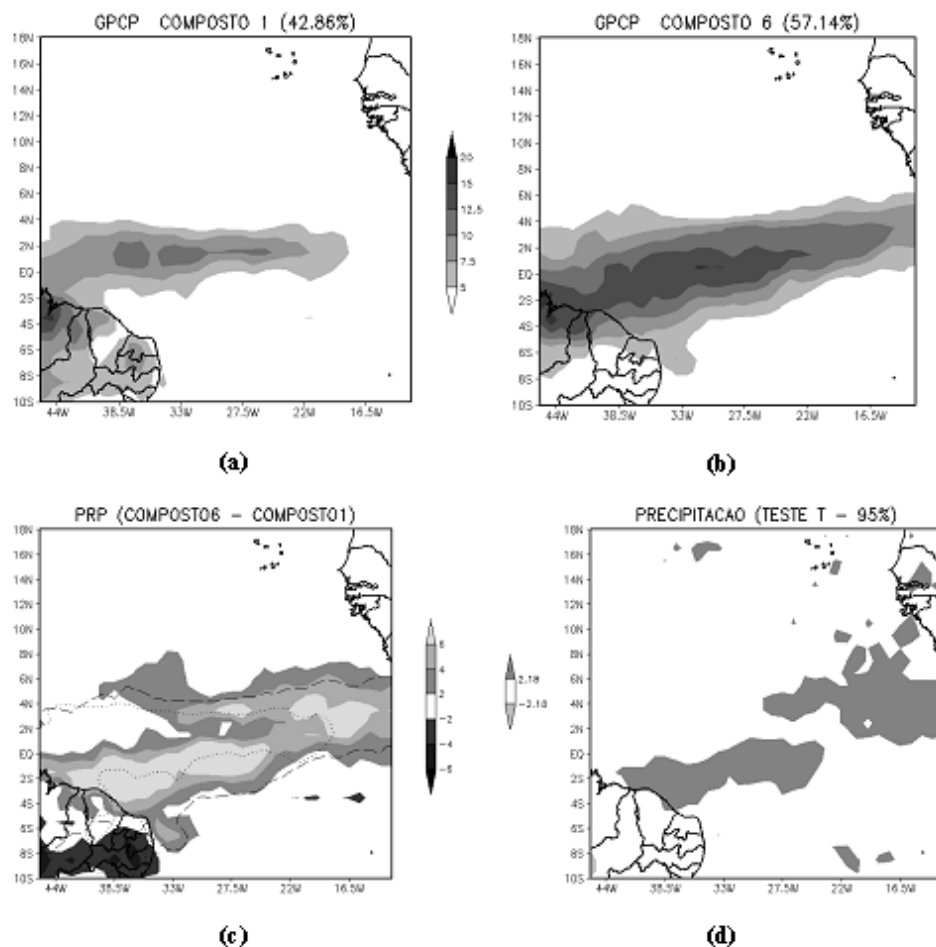 GPCP COMPOSTO 1 (42.86%)
18N
16N
14N
12N
10N
8N
6N
4N
2N
EQ
2S
4S
6S
8S
10S
44W 38.5W 33W 27.5W 22W 16.5W
(a)
20
15
12.5
10
7.5
5
GPCP COMPOSTO 6 (57.14%)
18N
16N
14N
12N
10N
8N
6N
4N
2N
EQ
2S
4S
6S
8S
10S
44W 38.5W 33W 27.5W 22W 16.5W
(b)
PRP (COMPOSTO6 - COMPOSTO1)
18N
16N
14N
12N
10N
8N
6N
4N
2N
EQ
2S
4S
6S
8S
10S
44W 38.5W 33W 27.5W 22W 16.5W
(c)
4
2
-2
-4
PRECIPITACAO (TESTE T - 95%)
2.18
-2.18
18N
16N
14N
12N
10N
8N
6N
4N
2N
EQ
2S
4S
6S
8S
10S
44W 38.5W 33W 27.5W 22W 16.5W
(d)